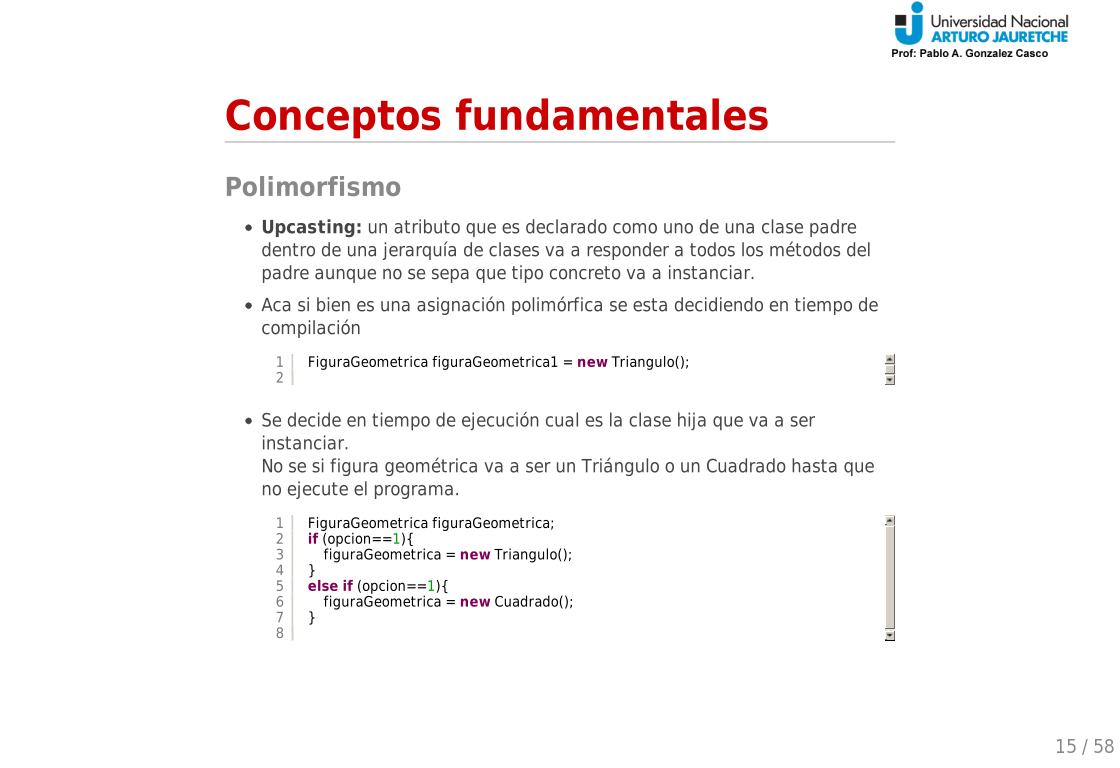 Universidad Nacional
ARTURO JAURETCHE
Prof: Pablo A. Gonzalez Casco
Conceptos fundamentales
Polimorfismo
• Upcasting: un atributo que es declarado como uno de una clase padre
dentro de una jerarquía de clases va a responder a todos los métodos del
padre aunque no se sepa que tipo concreto va a instanciar.
• Aca si bien es una asignación polimórfica se esta decidiendo en tiempo de
compilación
1 FiguraGeometrica figuraGeometrica1 = new Triangulo();
2
• Se decide en tiempo de ejecución cual es la clase hija que va a ser
instanciar.
No se si figura geométrica va a ser un Triángulo o un Cuadrado hasta que
no ejecute el programa.
1 FiguraGeometrica figuraGeometrica;
2 if (opcion==1){
3 figuraGeometrica = new Triangulo();
4 }
5 else if (opcion==1){
6 figuraGeometrica = new Cuadrado();
7 }
8
15 / 58